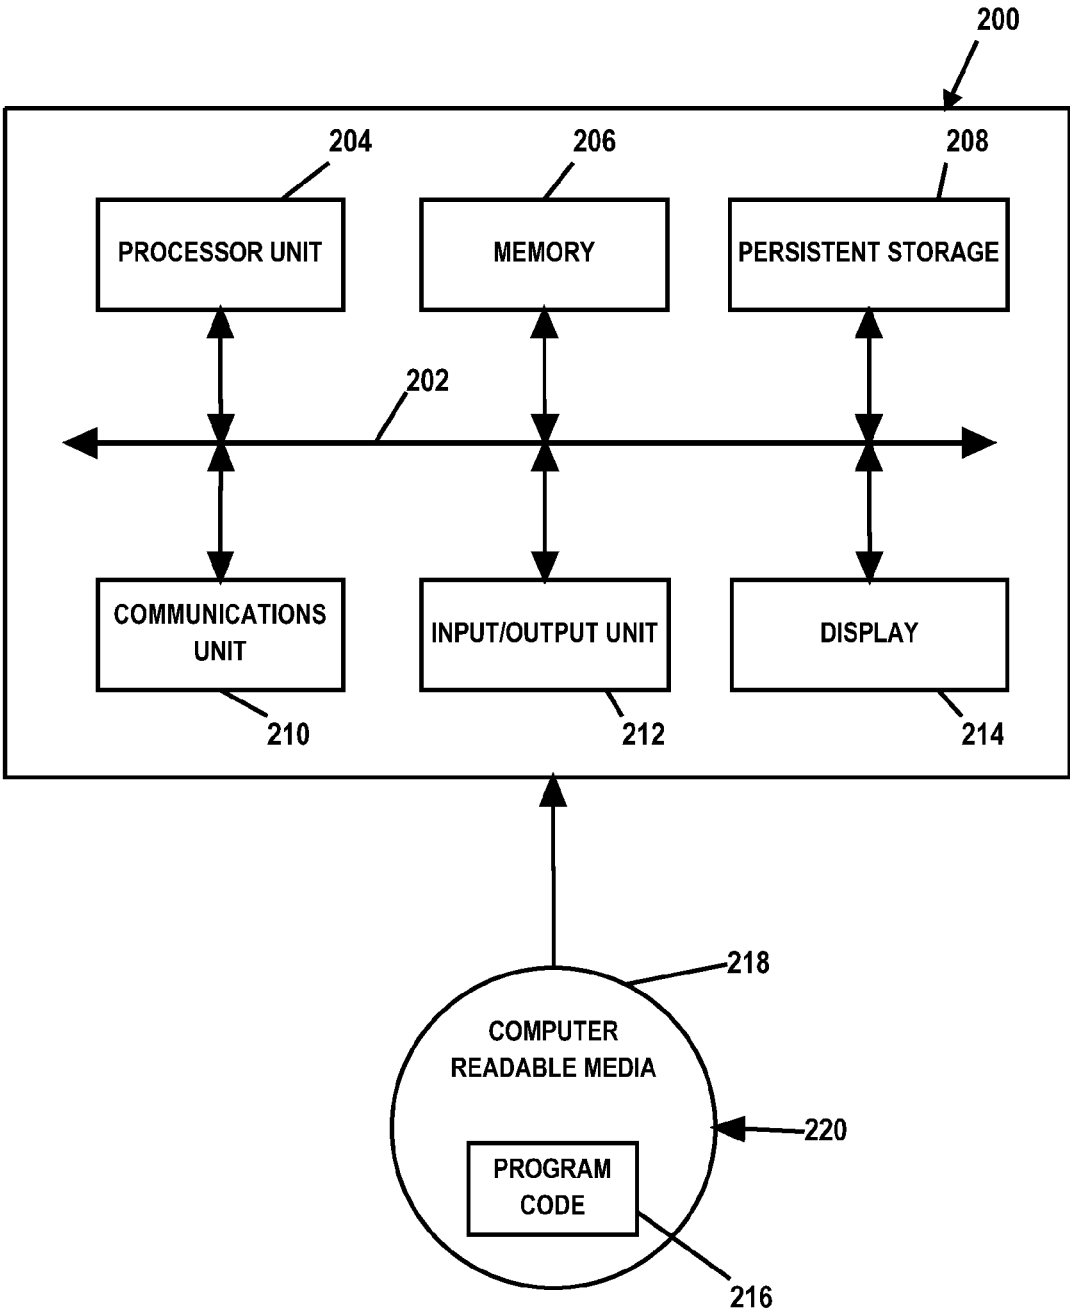 200
204
206
208
PROCESSOR UNIT
MEMORY
PERSISTENT STORAGE
202
COMMUNICATIONS
UNIT
INPUT/OUTPUT UNIT
DISPLAY
210
212
214
218
COMPUTER
READABLE MEDIA
220
PROGRAM
CODE
216